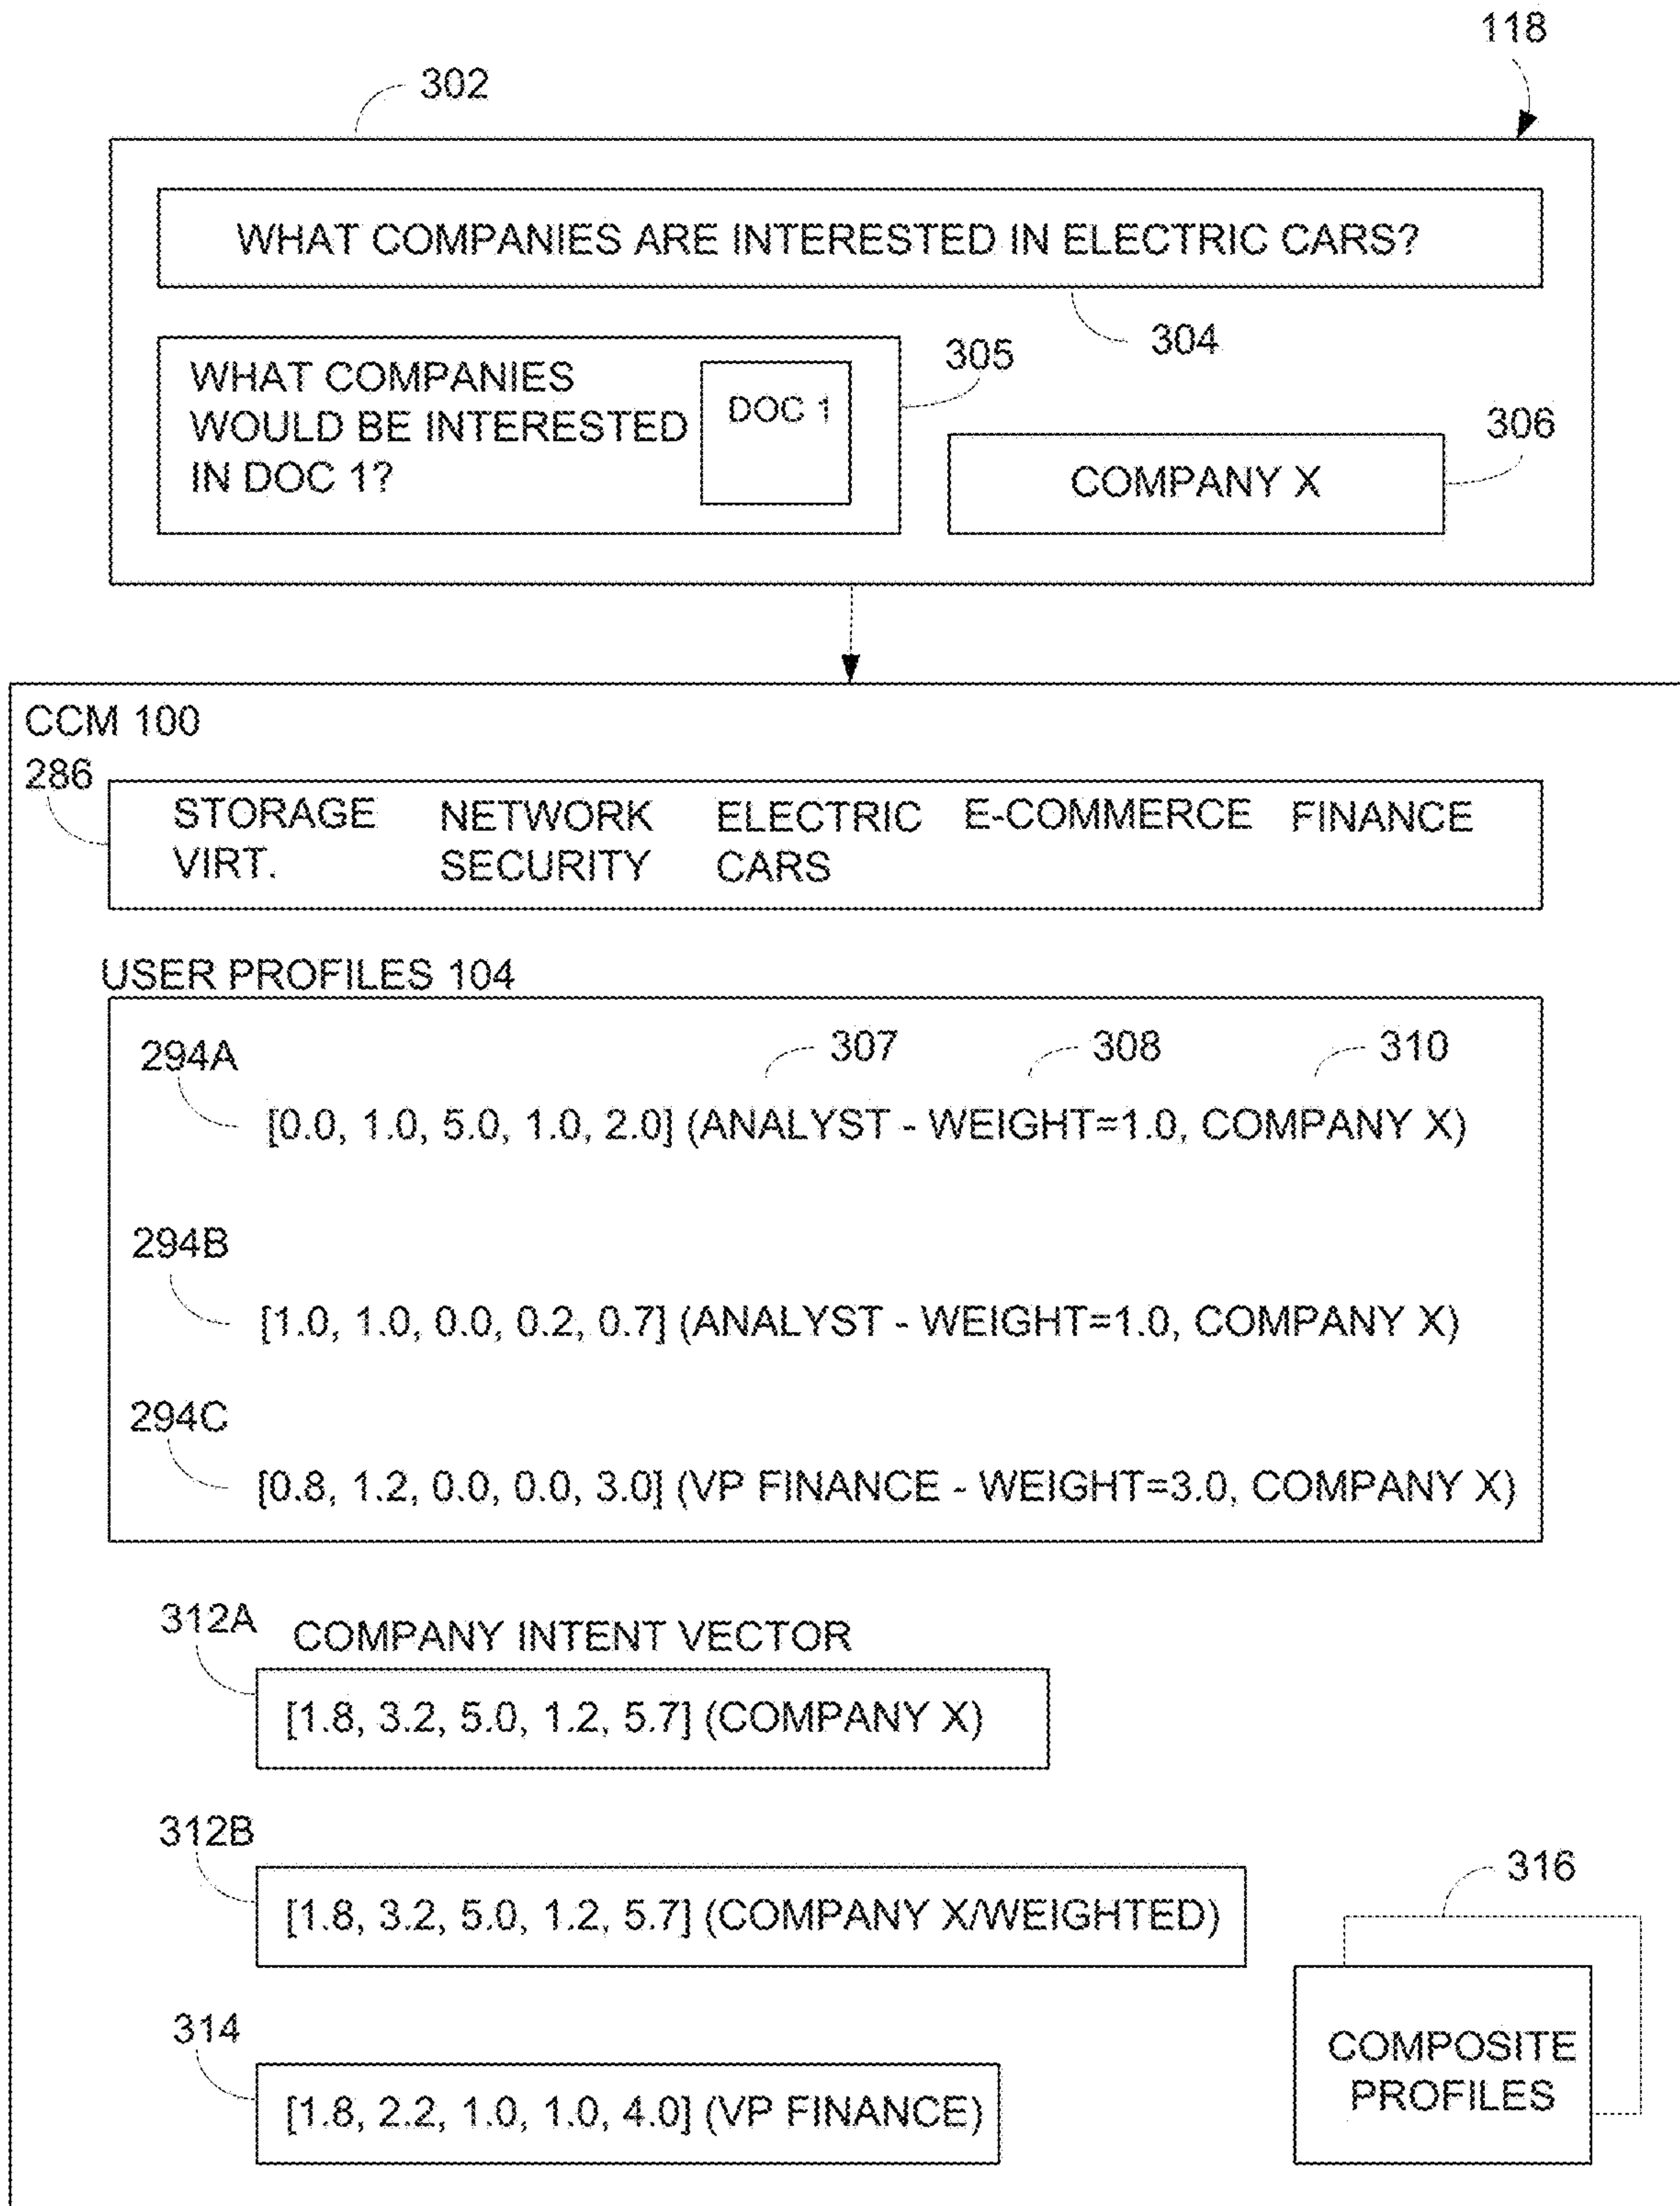 118
302
WHAT COMPANIES ARE INTERESTED IN ELECTRIC CARS?
304
WHAT COMPANIES
WOULD BE INTERESTED
IN DOC 1?
DOC 1
305
COMPANY X
306
CCM 100
286
STORAGE VIRT.
NETWORK SECURITY
ELECTRIC CARS
E-COMMERCE
FINANCE
USER PROFILES 104
294A
307
308
310
[0.0, 1.0, 5.0, 1.0, 2.0] (ANALYST - WEIGHT=1.0, COMPANY X)
294B
[1.0, 1.0, 0.0, 0.2, 0.7] (ANALYST - WEIGHT=1.0, COMPANY X)
294C
[0.8, 1.2, 0.0, 0.0, 3.0] (VP FINANCE - WEIGHT=3.0, COMPANY X)
312A
COMPANY INTENT VECTOR
[1.8, 3.2, 5.0, 1.2, 5.7] (COMPANY X)
312B
[1.8, 3.2, 5.0, 1.2, 5.7] (COMPANY X/WEIGHTED)
316
314
[1.8, 2.2, 1.0, 1.0, 4.0] (VP FINANCE)
COMPOSITE
PROFILES